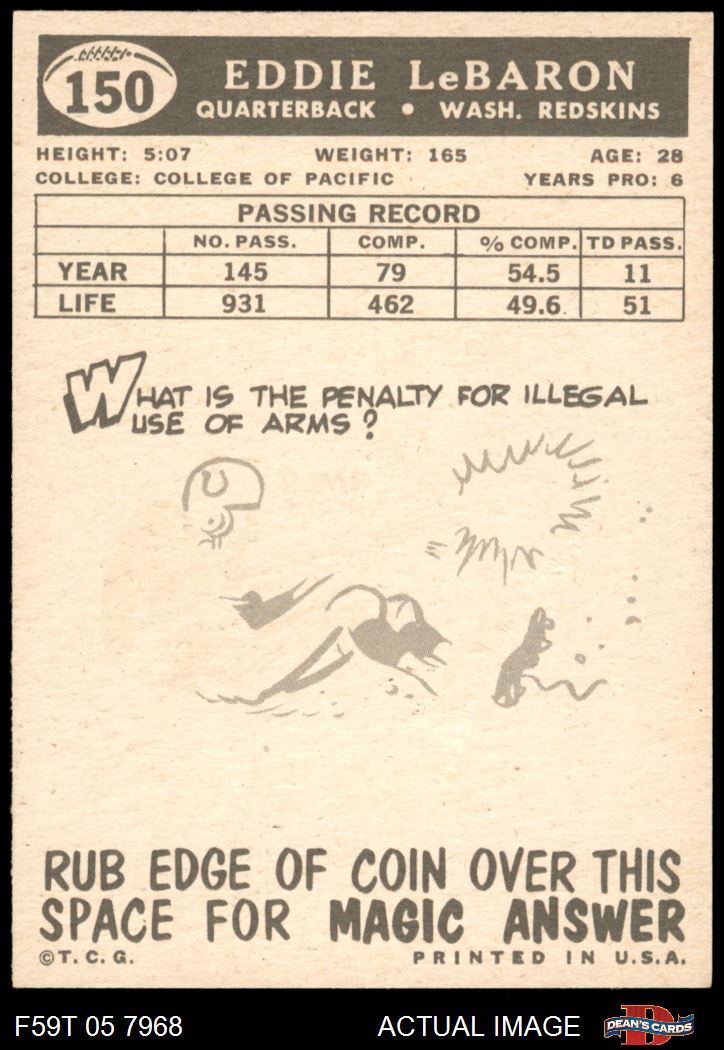 150
EDDIE LeBARON
QUARTERBACK • WASH. REDSKINS
HEIGHT: 5:07 WEIGHT: 165 AGE: 28
COLLEGE: COLLEGE OF PACIFIC YEARS PRO: 6
PASSING RECORD
NO. PASS. COMP. % COMP. TD PASS.
YEAR 145 79 54.5 11
LIFE 931 462 49.6 51
WHAT IS THE PENALTY FOR ILLEGAL
USE OF ARMS?
RUB EDGE OF COIN OVER THIS
SPACE FOR MAGIC ANSWER
©T. C. G. PRINTED IN U.S.A.
F59T 05 7968 ACTUAL IMAGE DEAN'S CARDS